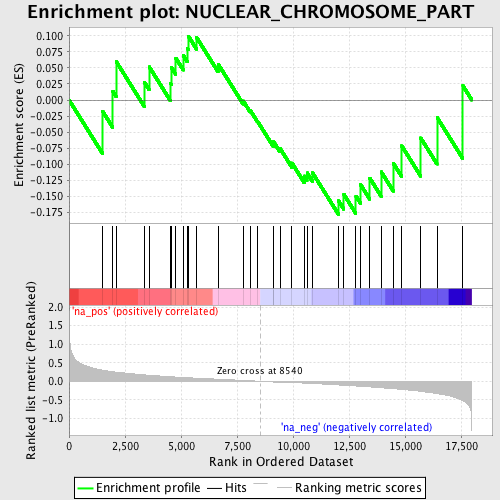 Enrichment plot: NUCLEAR_CHROMOSOME_PART
Enrichment score (ES)
0.100
0.075
0.050
0.025
0.000
-0.025
-0.050
-0.075
-0.100
-0.125
-0.150
-0.175
'na_pos' (positively correlated)
Ranked list metric (PreRanked)
2.0
1.5
1.0
0.5
0.0
-0.5
-1.0
Zero cross at 8540
'na_neg' (negatively correlated)
0 2,500 5,000 7,500 10,000 12,500 15,000 17,500
Rank in Ordered Dataset
Enrichment profile Hits Ranking metric scores